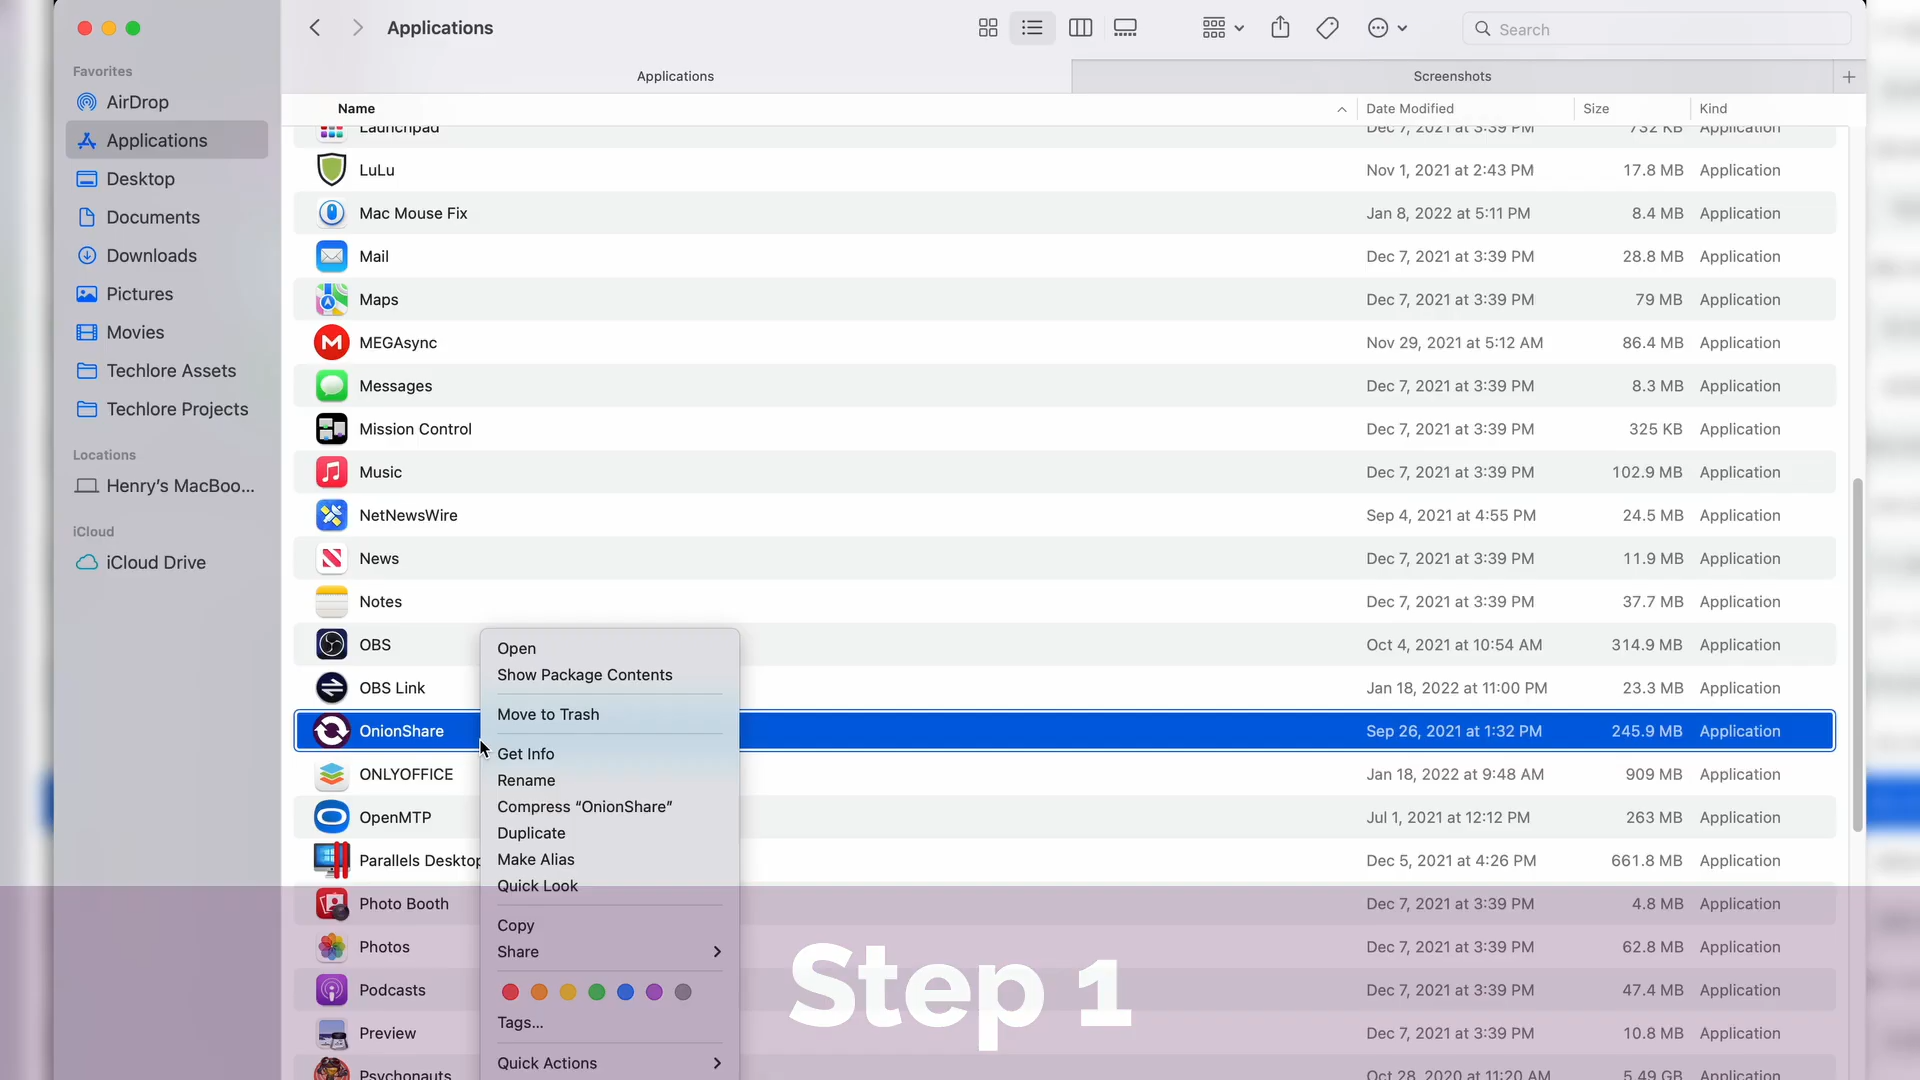 Applications
Search
Favorites
AirDrop
Applications
Desktop
Documents
Downloads
Pictures
Movies
Techlore Assets
Techlore Projects
Locations
Henry's MacBoo...
iCloud
iCloud Drive
Applications
Screenshots
Name
Date Modified
Size
Kind
Launchpad Dec 7, 2021 at 3:39 PM 732 KB Application
LuLu Nov 1, 2021 at 2:43 PM 17.8 MB Application
Mac Mouse Fix Jan 8, 2022 at 5:11 PM 8.4 MB Application
Mail Dec 7, 2021 at 3:39 PM 28.8 MB Application
Maps Dec 7, 2021 at 3:39 PM 79 MB Application
MEGAsync Nov 29, 2021 at 5:12 AM 86.4 MB Application
Messages Dec 7, 2021 at 3:39 PM 8.3 MB Application
Mission Control Dec 7, 2021 at 3:39 PM 325 KB Application
Music Dec 7, 2021 at 3:39 PM 102.9 MB Application
NetNewsWire Sep 4, 2021 at 4:55 PM 24.5 MB Application
News Dec 7, 2021 at 3:39 PM 11.9 MB Application
Notes Dec 7, 2021 at 3:39 PM 37.7 MB Application
OBS Oct 4, 2021 at 10:54 AM 314.9 MB Application
OBS Link Jan 18, 2022 at 11:00 PM 23.3 MB Application
OnionShare Sep 26, 2021 at 1:32 PM 245.9 MB Application
ONLYOFFICE Jan 18, 2022 at 9:48 AM 909 MB Application
OpenMTP Jul 1, 2021 at 12:12 PM 263 MB Application
Parallels Desktop Dec 5, 2021 at 4:26 PM 661.8 MB Application
Photo Booth Dec 7, 2021 at 3:39 PM 4.8 MB Application
Photos Dec 7, 2021 at 3:39 PM 62.8 MB Application
Podcasts Dec 7, 2021 at 3:39 PM 47.4 MB Application
Preview Dec 7, 2021 at 3:39 PM 10.8 MB Application
Psychonauts Oct 28, 2020 at 11:20 AM 5.49 GB Application
Open
Show Package Contents
Move to Trash
Get Info
Rename
Compress “OnionShare”
Duplicate
Make Alias
Quick Look
Copy
Share
Tags...
Quick Actions
Step 1